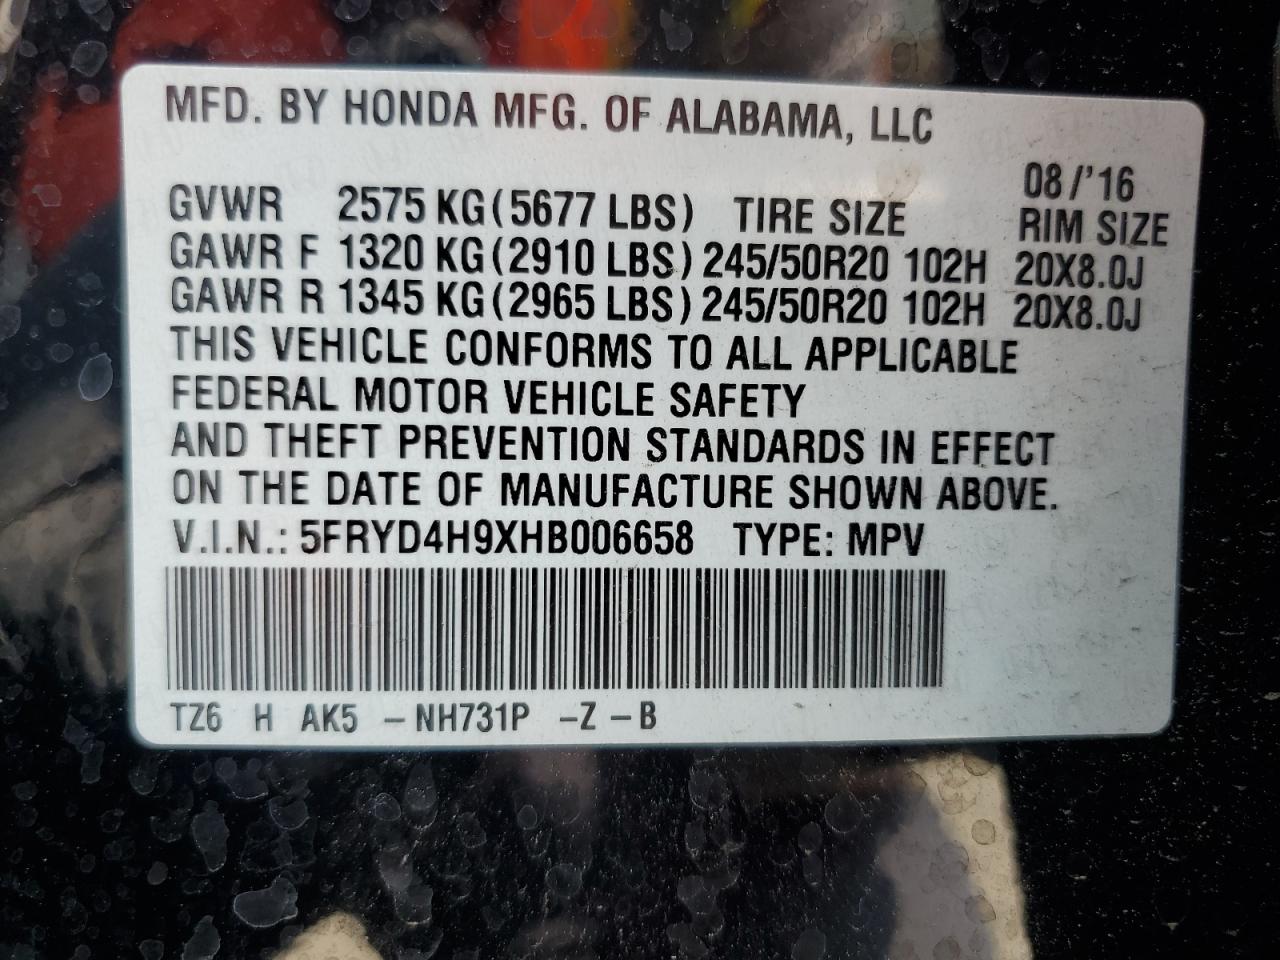 MFD. BY HONDA MFG. OF ALABAMA, LLC
08/'16
GVWR 2575 KG (5677 LBS) TIRE SIZE RIM SIZE
GAWR F 1320 KG (2910 LBS) 245/50R20 102H 20X8.0J
GAWR R 1345 KG (2965 LBS) 245/50R20 102H 20X8.0J
THIS VEHICLE CONFORMS TO ALL APPLICABLE
FEDERAL MOTOR VEHICLE SAFETY
AND THEFT PREVENTION STANDARDS IN EFFECT
ON THE DATE OF MANUFACTURE SHOWN ABOVE.
V.I.N.: 5FRYD4H9XHB006658 TYPE: MPV
TZ6 H AK5 – NH731P –Z – B